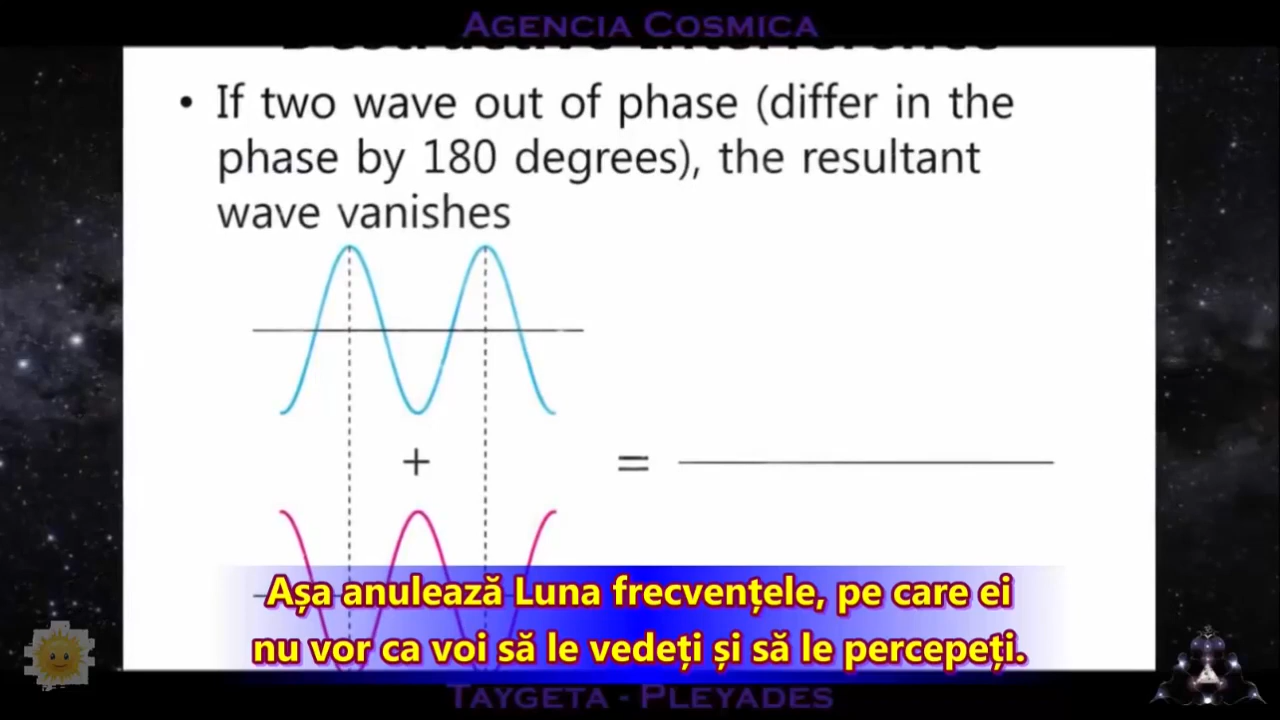 AGENCIA COSMICA
Destructive Interference
• If two wave out of phase (differ in the
phase by 180 degrees), the resultant
wave vanishes
+
=
Așa anulează Luna frecvențele, pe care ei
nu vor ca voi să le vedeți și să le percepeți.
TAYGETA - PLEYADES